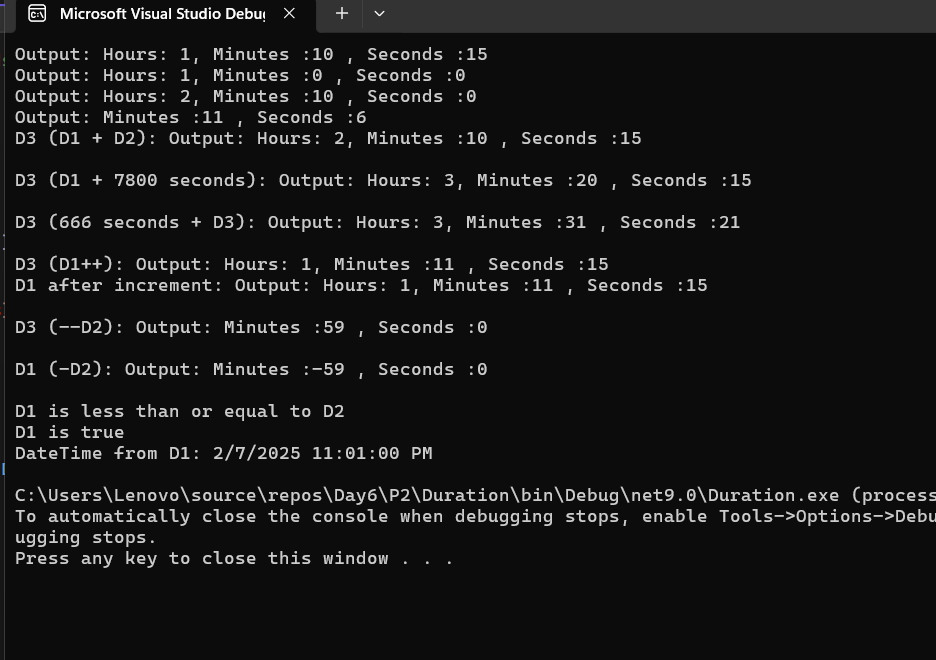 Microsoft Visual Studio Debug
Output: Hours: 1, Minutes :10 , Seconds :15
Output: Hours: 1, Minutes :0 , Seconds :0
Output: Hours: 2, Minutes :10 , Seconds :0
Output: Minutes :11 , Seconds :6
D3 (D1 + D2): Output: Hours: 2, Minutes :10 , Seconds :15
D3 (D1 + 7800 seconds): Output: Hours: 3, Minutes :20 , Seconds :15
D3 (666 seconds + D3): Output: Hours: 3, Minutes :31 , Seconds :21
D3 (D1++): Output: Hours: 1, Minutes :11 , Seconds :15
D1 after increment: Output: Hours: 1, Minutes :11 , Seconds :15
D3 (--D2): Output: Minutes :59 , Seconds :0
D1 (-D2): Output: Minutes :-59 , Seconds :0
D1 is less than or equal to D2
D1 is true
DateTime from D1: 2/7/2025 11:01:00 PM
C:\Users\Lenovo\source\repos\Day6\P2\Duration\bin\Debug\net9.0\Duration.exe (process
To automatically close the console when debugging stops, enable Tools->Options->Debu
ugging stops.
Press any key to close this window . . .